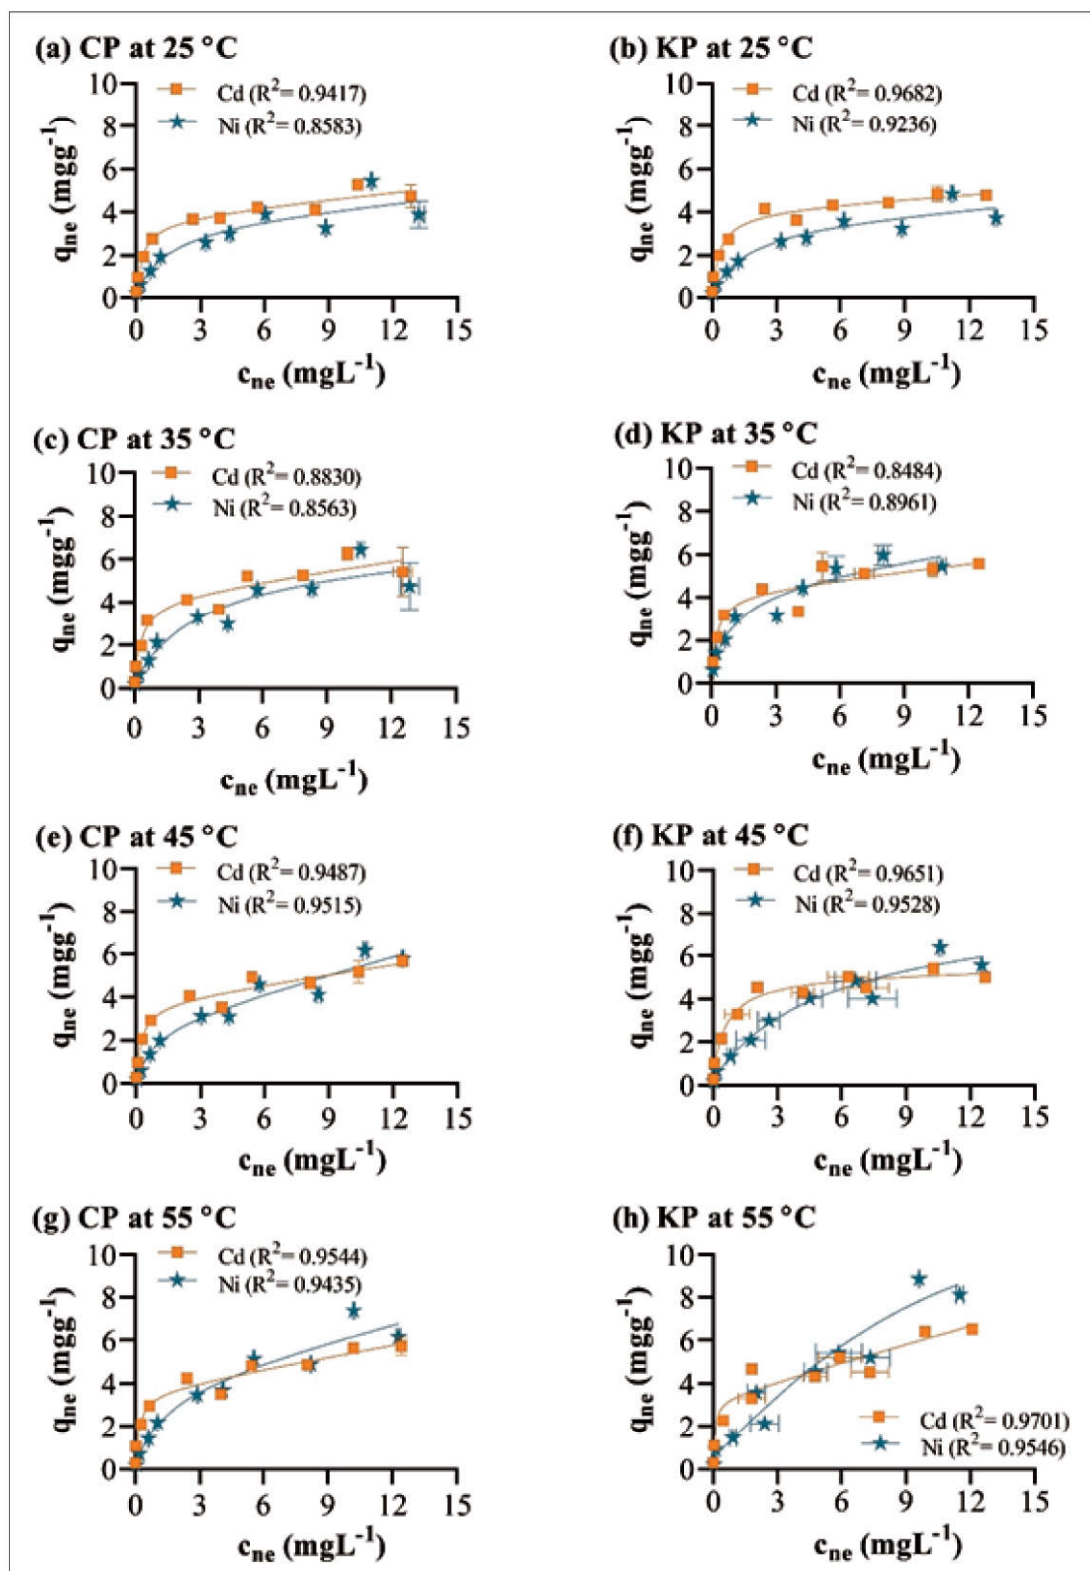 (a) CP at 25 °C
10
8
6
4
2
0
qne (mgg-1)
Cd (R2= 0.9417)
Ni (R2= 0.8583)
0 3 6 9 12 15
cne (mgL-1)
(b) KP at 25 °C
10
8
6
4
2
0
qne (mgg-1)
Cd (R2= 0.9682)
Ni (R2= 0.9236)
0 3 6 9 12 15
cne (mgL-1)
(c) CP at 35 °C
10
8
6
4
2
0
qne (mgg-1)
Cd (R2= 0.8830)
Ni (R2= 0.8563)
0 3 6 9 12 15
cne (mgL-1)
(d) KP at 35 °C
10
8
6
4
2
0
qne (mgg-1)
Cd (R2= 0.8484)
Ni (R2= 0.8961)
0 3 6 9 12 15
cne (mgL-1)
(e) CP at 45 °C
10
8
6
4
2
0
qne (mgg-1)
Cd (R2= 0.9487)
Ni (R2= 0.9515)
0 3 6 9 12 15
cne (mgL-1)
(f) KP at 45 °C
10
8
6
4
2
0
qne (mgg-1)
Cd (R2= 0.9651)
Ni (R2= 0.9528)
0 3 6 9 12 15
cne (mgL-1)
(g) CP at 55 °C
10
8
6
4
2
0
qne (mgg-1)
Cd (R2= 0.9544)
Ni (R2= 0.9435)
0 3 6 9 12 15
cne (mgL-1)
(h) KP at 55 °C
10
8
6
4
2
0
qne (mgg-1)
Cd (R2= 0.9701)
Ni (R2= 0.9546)
0 3 6 9 12 15
cne (mgL-1)